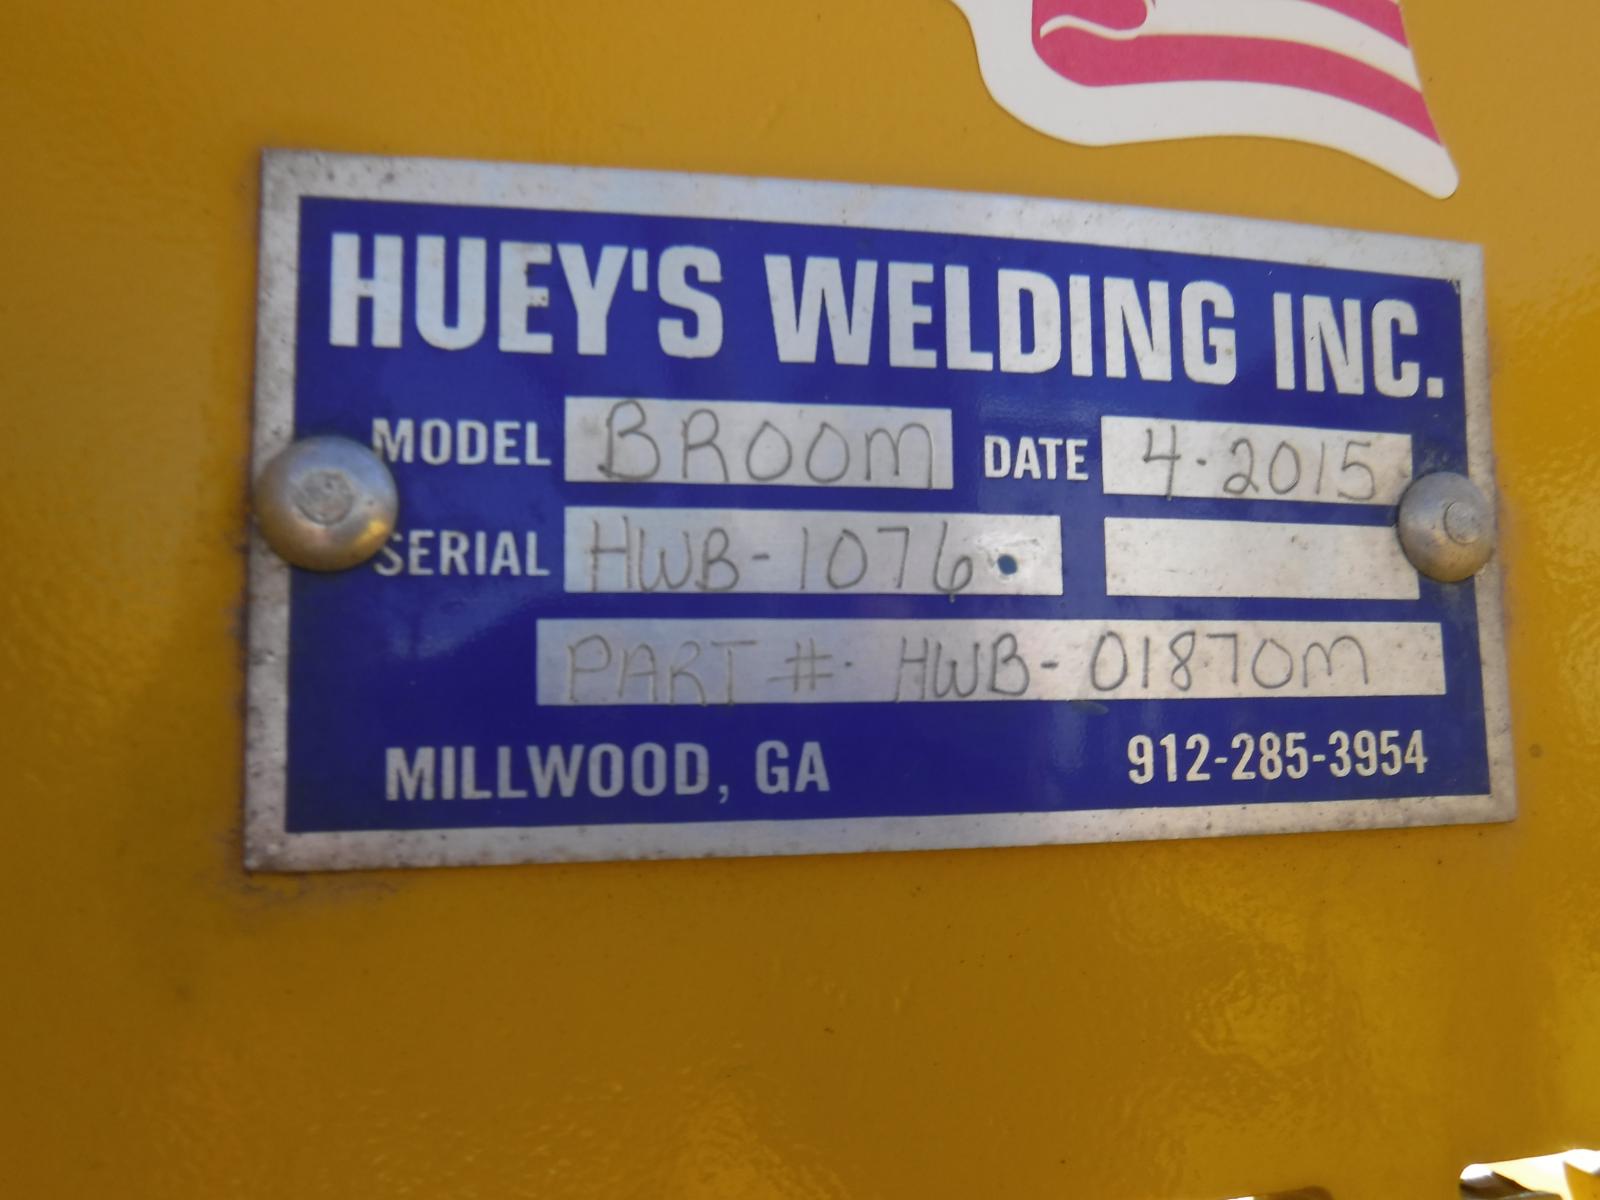 HUEY'S WELDING INC.
MODEL BROOM DATE 4.2015
SERIAL HWB-1076.
PART # HWB-01870M
MILLWOOD, GA 912-285-3954